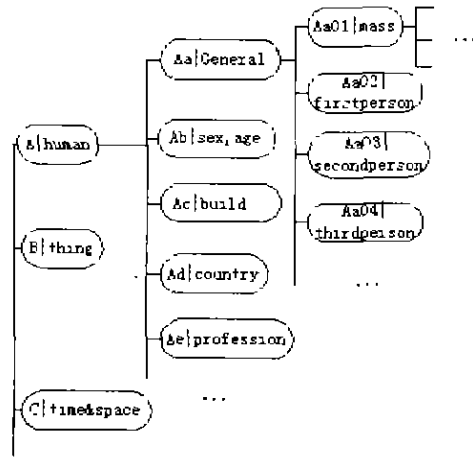 Aa01|mass
...
Aa|General
Aa02|
firstperson
A|human
Ab|sex,age
Aa03|
secondperson
Ac|build
Aa04|
thirdperson
B|thing
Ad|country
...
Ae|profession
C|time&space
...